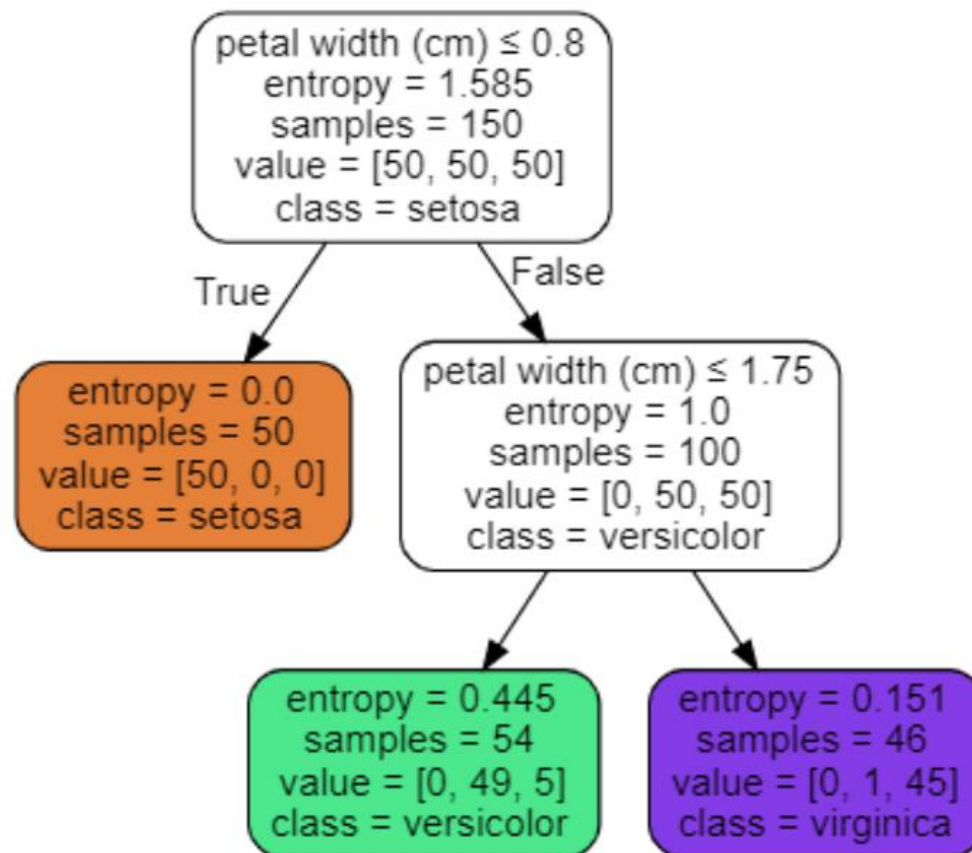 petal width (cm) ≤ 0.8
entropy = 1.585
samples = 150
value = [50, 50, 50]
class = setosa
True
False
entropy = 0.0
samples = 50
value = [50, 0, 0]
class = setosa
petal width (cm) ≤ 1.75
entropy = 1.0
samples = 100
value = [0, 50, 50]
class = versicolor
entropy = 0.445
samples = 54
value = [0, 49, 5]
class = versicolor
entropy = 0.151
samples = 46
value = [0, 1, 45]
class = virginica